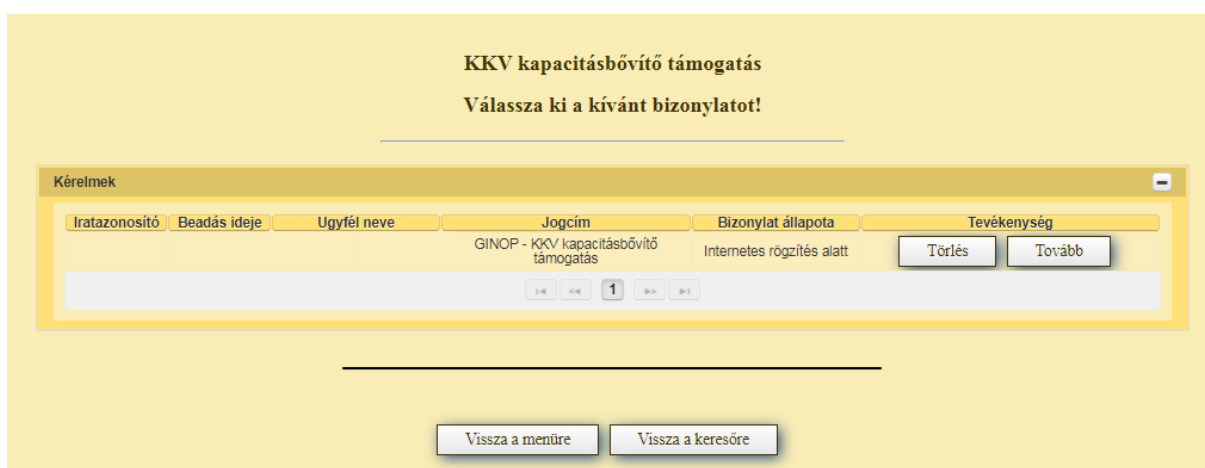 KKV kapacitásbővítő támogatás
Válassza ki a kívánt bizonylatot!
Kérelmek
Iratazonosító Beadás ideje Ugyfél neve Jogcím Bizonylat állapota Tevékenység
GINOP - KKV kapacitásbővítő
támogatás
Internetes rögzítés alatt
Törlés Tovább
1
Vissza a menüre Vissza a keresőre